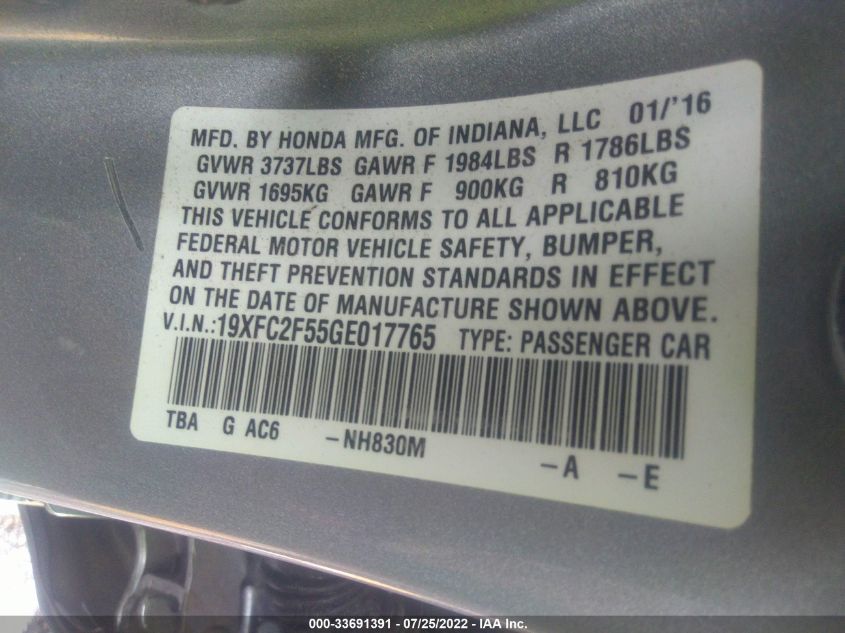 MFD. BY HONDA MFG. OF INDIANA, LLC 01/'16
GVWR 3737LBS GAWR F 1984LBS R 1786LBS
GVWR 1695KG GAWR F 900KG R 810KG
THIS VEHICLE CONFORMS TO ALL APPLICABLE
FEDERAL MOTOR VEHICLE SAFETY, BUMPER,
AND THEFT PREVENTION STANDARDS IN EFFECT
ON THE DATE OF MANUFACTURE SHOWN ABOVE.
V.I.N.:19XFC2F55GE017765 TYPE: PASSENGER CAR
TBA G AC6 -NH830M -A -E
000-33691391 - 07/25/2022 - IAA Inc.